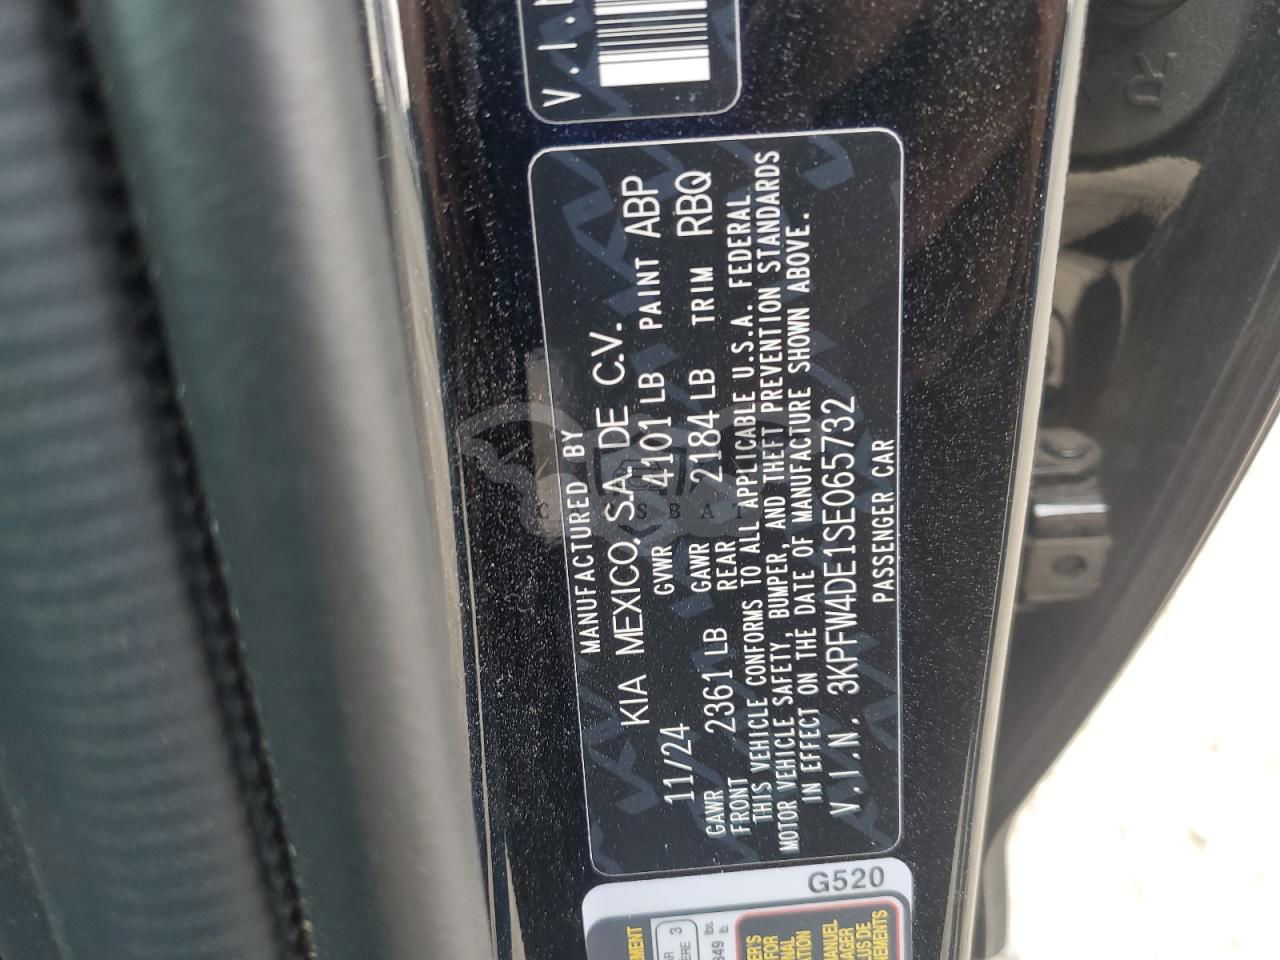 V.I.N
MANUFACTURED BY
KIA MEXICO, S.A. DE C.V.
11/24 GVWR 4101 LB PAINT ABP
GAWR FRONT 2361 LB GAWR REAR 2184 LB TRIM RBQ
THIS VEHICLE CONFORMS TO ALL APPLICABLE U.S.A. FEDERAL
MOTOR VEHICLE SAFETY, BUMPER, AND THEFT PREVENTION STANDARDS
IN EFFECT ON THE DATE OF MANUFACTURE SHOWN ABOVE.
V.I.N. 3KPFW4DE1SE065732
PASSENGER CAR
G520
R